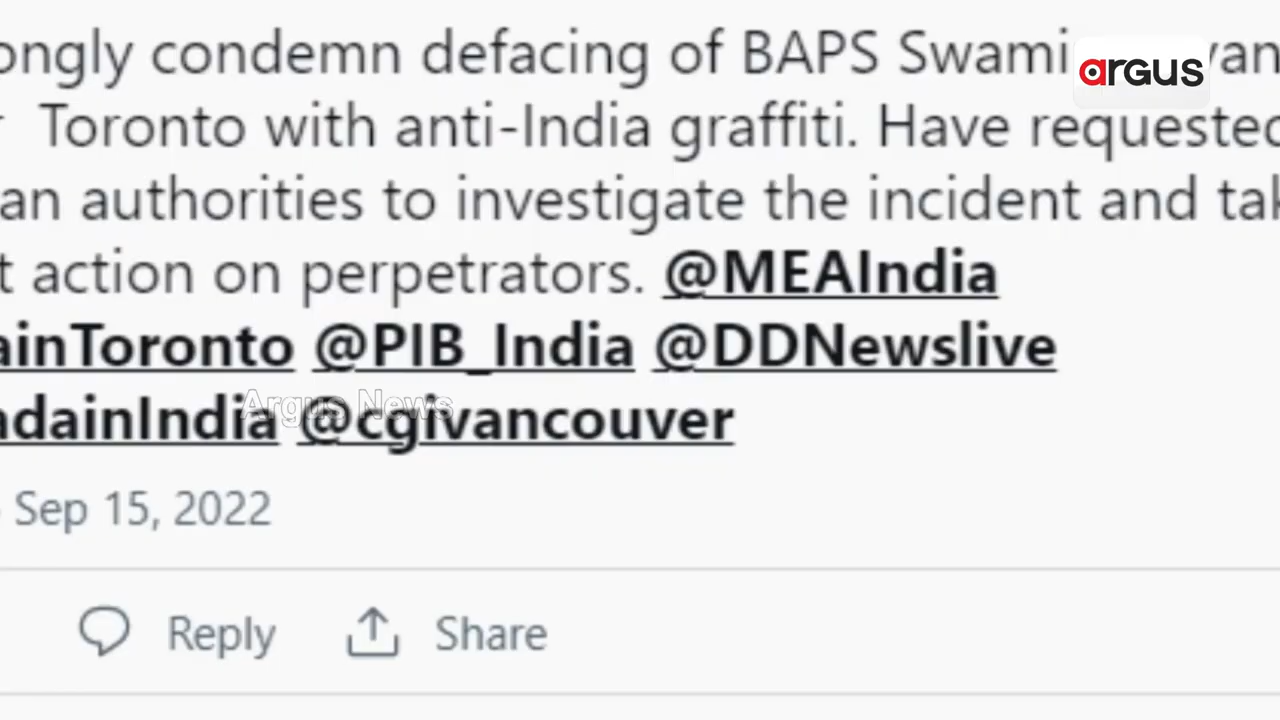 ongly condemn defacing of BAPS Swami
Toronto with anti-India graffiti. Have requested
an authorities to investigate the incident and tak
t action on perpetrators. @MEAIndia
ainToronto @PIB_India @DDNewslive
adainIndia @cgivancouver
Sep 15, 2022
Reply Share
argus
Argus News